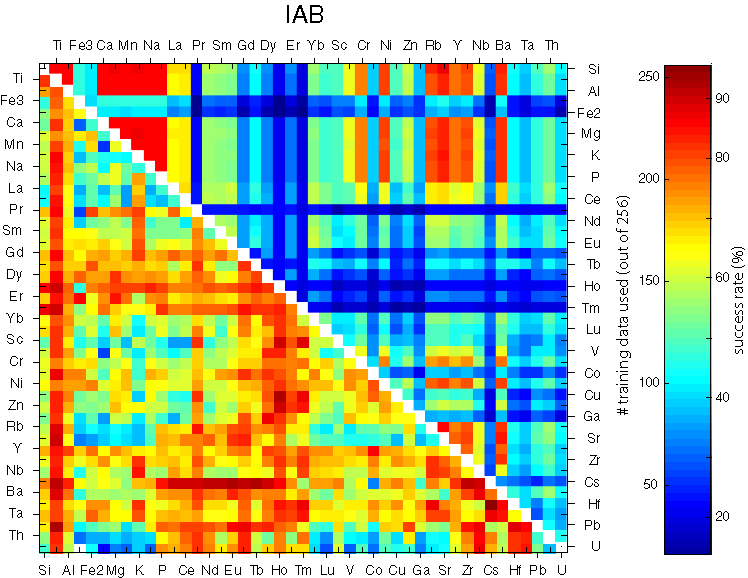 IAB
Ti Fe3 Ca Mn Na La Pr Sm Gd Dy Er Yb Sc Cr Ni Zn Rb Y Nb Ba Ta Th
Ti
Fe3
Ca
Mn
Na
La
Pr
Sm
Gd
Dy
Er
Yb
Sc
Cr
Ni
Zn
Rb
Y
Nb
Ba
Ta
Th
Si
Al
Fe2
Mg
K
P
Ce
Nd
Eu
Tb
Ho
Tm
Lu
V
Co
Cu
Ga
Sr
Zr
Cs
Hf
Pb
U
Si Al Fe2 Mg K P Ce Nd Eu Tb Ho Tm Lu V Co Cu Ga Sr Zr Cs Hf Pb U
# training data used (out of 256)
250
200
150
100
50
90
80
60
40
20
success rate (%)